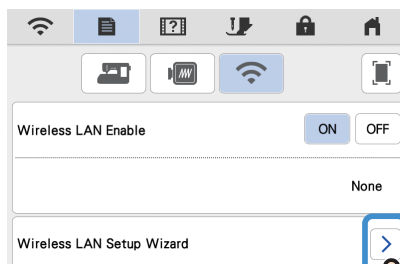 Wireless LAN Enable
ON
OFF
None
Wireless LAN Setup Wizard